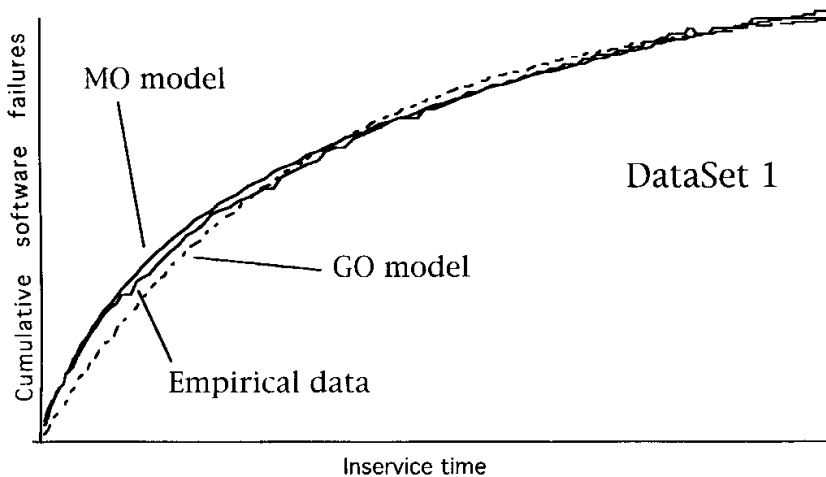 Cumulative software failures
MO model
DataSet 1
GO model
Empirical data
Inservice time